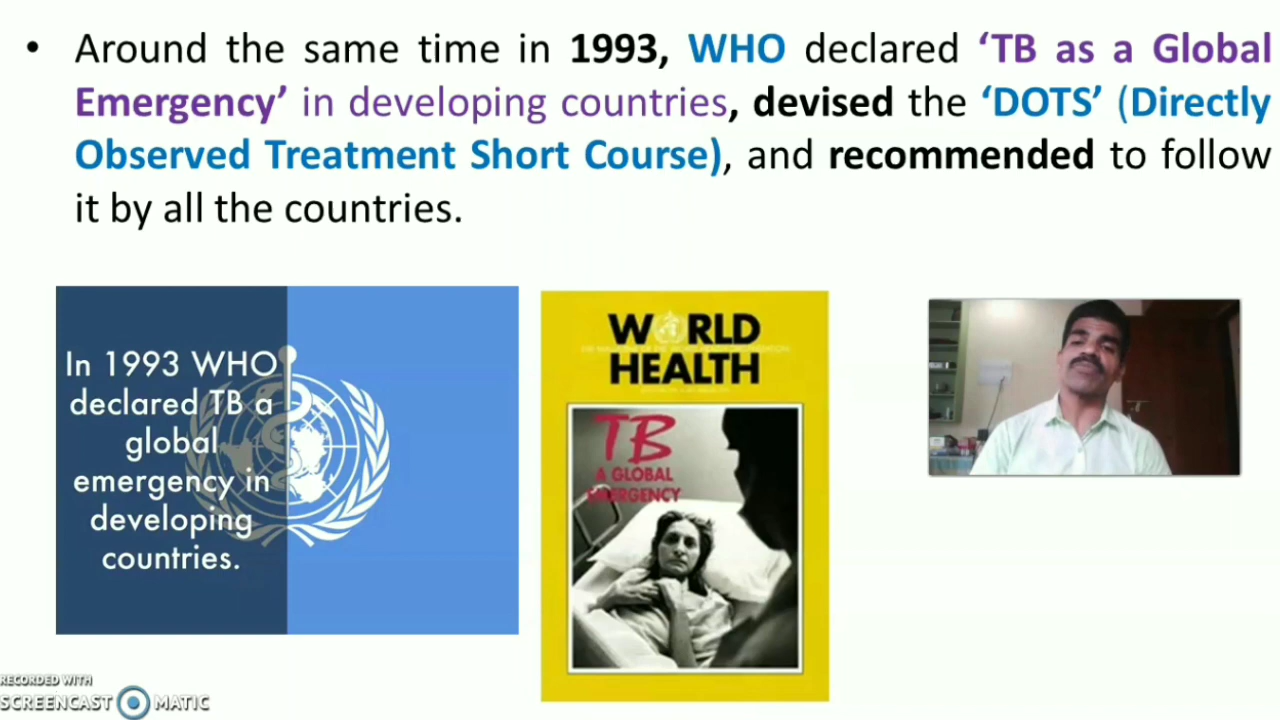 • Around the same time in 1993, WHO declared ‘TB as a Global
Emergency’ in developing countries, devised the ‘DOTS’ (Directly
Observed Treatment Short Course), and recommended to follow
it by all the countries.
In 1993 WHO
declared TB a
global
emergency in
developing
countries.
WORLD
HEALTH
TB
A GLOBAL
EMERGENCY
RECORDED WITH
SCREENCAST MATIC